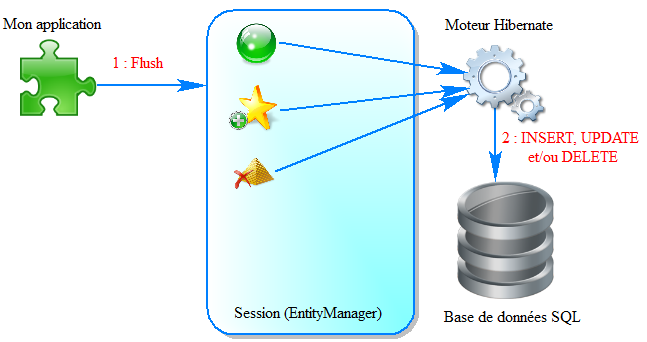 Mon application
Moteur Hibernate
1 : Flush
2 : INSERT, UPDATE
et/ou DELETE
Session (EntityManager)
Base de données SQL